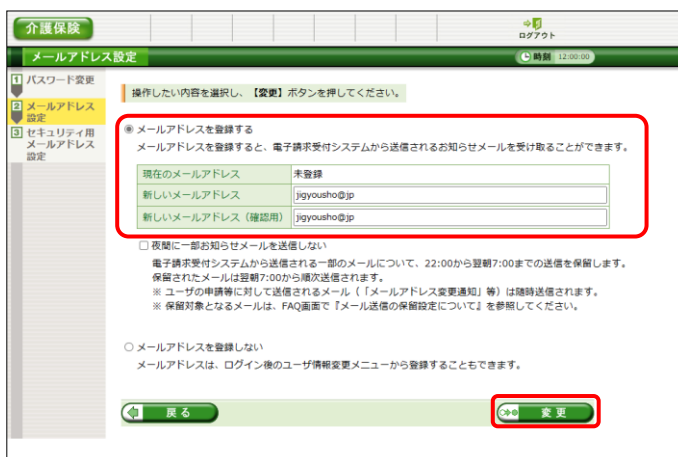 介護保険
ログアウト
メールアドレス設定
時刻 12:00:00
1 パスワード変更
2 メールアドレス
設定
3 セキュリティ用
メールアドレス
設定
操作したい内容を選択し、【変更】ボタンを押してください。
メールアドレスを登録する
メールアドレスを登録すると、電子請求受付システムから送信されるお知らせメールを受け取ることができます。
現在のメールアドレス 未登録
新しいメールアドレス jigyousho@jp
新しいメールアドレス（確認用） jigyousho@jp
夜間に一部お知らせメールを送信しない
電子請求受付システムから送信される一部のメールについて、22:00から翌朝7:00までの送信を保留します。
保留されたメールは翌朝7:00から順次送信されます。
※ ユーザの申請等に対して送信されるメール（「メールアドレス変更通知」等）は随時送信されます。
※ 保留対象となるメールは、FAQ画面で『メール送信の保留設定について』を参照してください。
メールアドレスを登録しない
メールアドレスは、ログイン後のユーザ情報変更メニューから登録することもできます。
戻る
変更